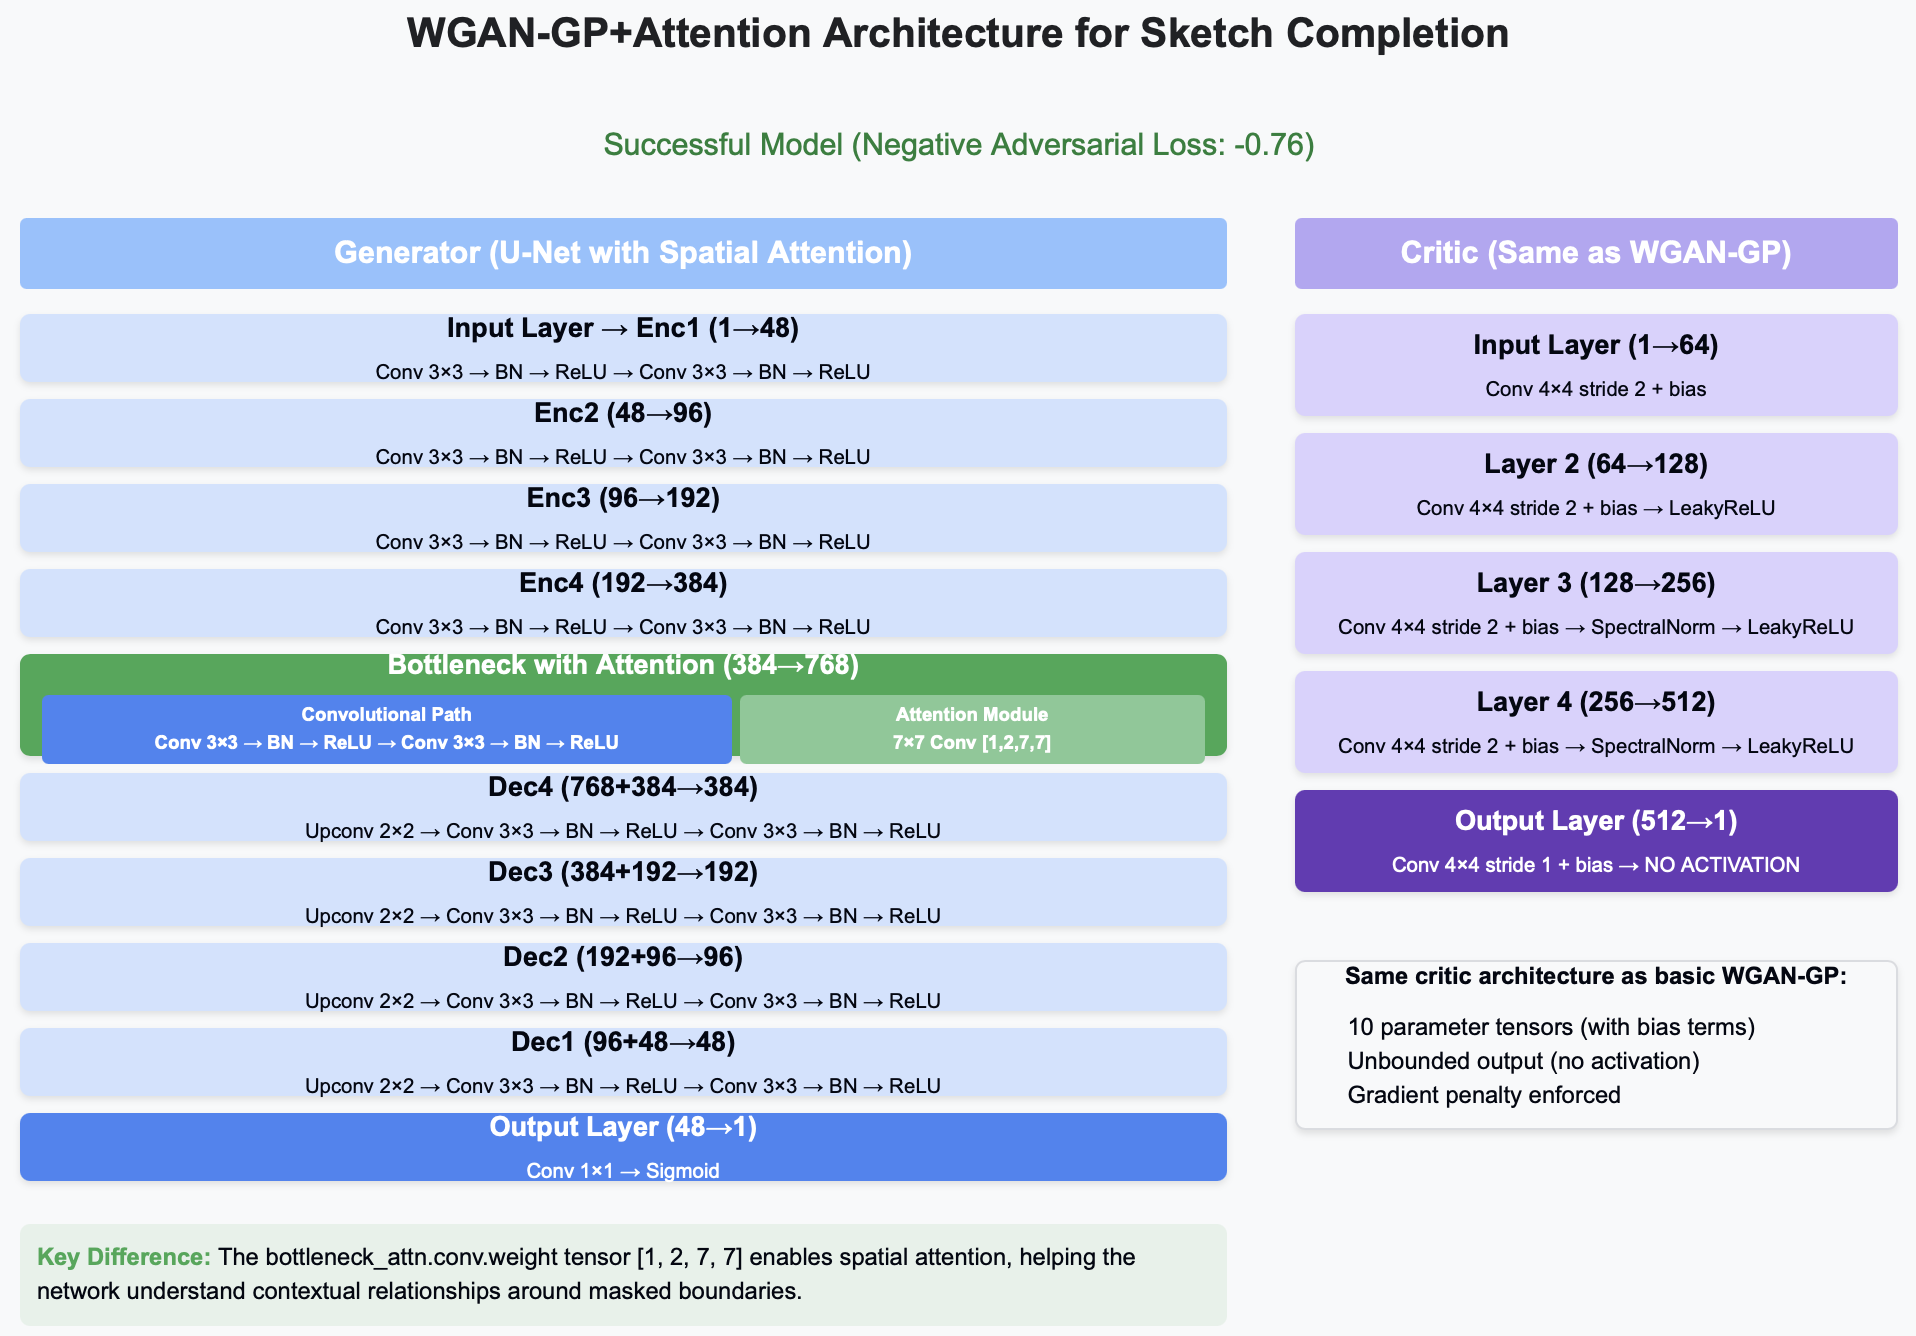 WGAN-GP+Attention Architecture for Sketch Completion
Successful Model (Negative Adversarial Loss: -0.76)
Generator (U-Net with Spatial Attention)
Input Layer → Enc1 (1→48)
Conv 3×3 → BN → ReLU → Conv 3×3 → BN → ReLU
Enc2 (48→96)
Conv 3×3 → BN → ReLU → Conv 3×3 → BN → ReLU
Enc3 (96→192)
Conv 3×3 → BN → ReLU → Conv 3×3 → BN → ReLU
Enc4 (192→384)
Conv 3×3 → BN → ReLU → Conv 3×3 → BN → ReLU
Bottleneck with Attention (384→768)
Convolutional Path
Conv 3×3 → BN → ReLU → Conv 3×3 → BN → ReLU
Attention Module
7×7 Conv [1,2,7,7]
Dec4 (768+384→384)
Upconv 2×2 → Conv 3×3 → BN → ReLU → Conv 3×3 → BN → ReLU
Dec3 (384+192→192)
Upconv 2×2 → Conv 3×3 → BN → ReLU → Conv 3×3 → BN → ReLU
Dec2 (192+96→96)
Upconv 2×2 → Conv 3×3 → BN → ReLU → Conv 3×3 → BN → ReLU
Dec1 (96+48→48)
Upconv 2×2 → Conv 3×3 → BN → ReLU → Conv 3×3 → BN → ReLU
Output Layer (48→1)
Conv 1×1 → Sigmoid
Key Difference: The bottleneck_attn.conv.weight tensor [1, 2, 7, 7] enables spatial attention, helping the
network understand contextual relationships around masked boundaries.
Critic (Same as WGAN-GP)
Input Layer (1→64)
Conv 4×4 stride 2 + bias
Layer 2 (64→128)
Conv 4×4 stride 2 + bias → LeakyReLU
Layer 3 (128→256)
Conv 4×4 stride 2 + bias → SpectralNorm → LeakyReLU
Layer 4 (256→512)
Conv 4×4 stride 2 + bias → SpectralNorm → LeakyReLU
Output Layer (512→1)
Conv 4×4 stride 1 + bias → NO ACTIVATION
Same critic architecture as basic WGAN-GP:
10 parameter tensors (with bias terms)
Unbounded output (no activation)
Gradient penalty enforced